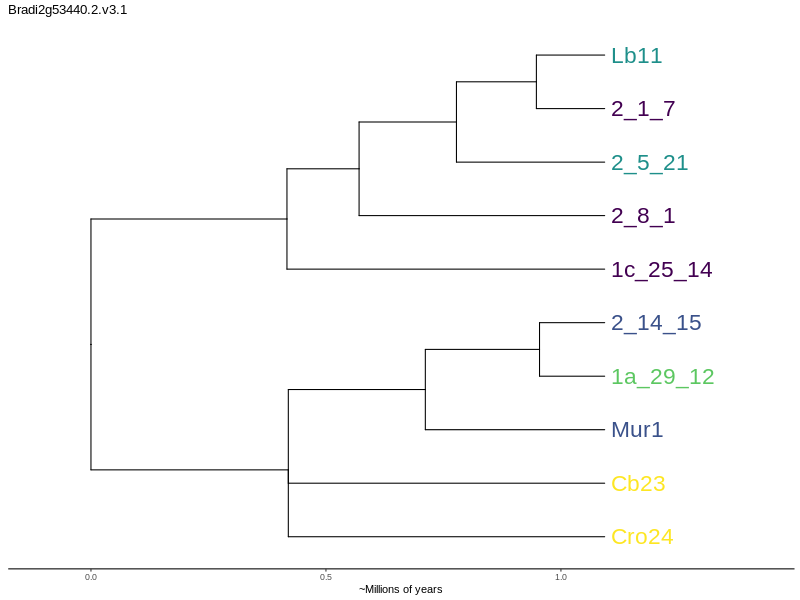 Bradi2g53440.2.v3.1
Lb11
2_1_7
2_5_21
2_8_1
1c_25_14
2_14_15
1a_29_12
Mur1
Cb23
Cro24
0.0 0.5 1.0
~Millions of years